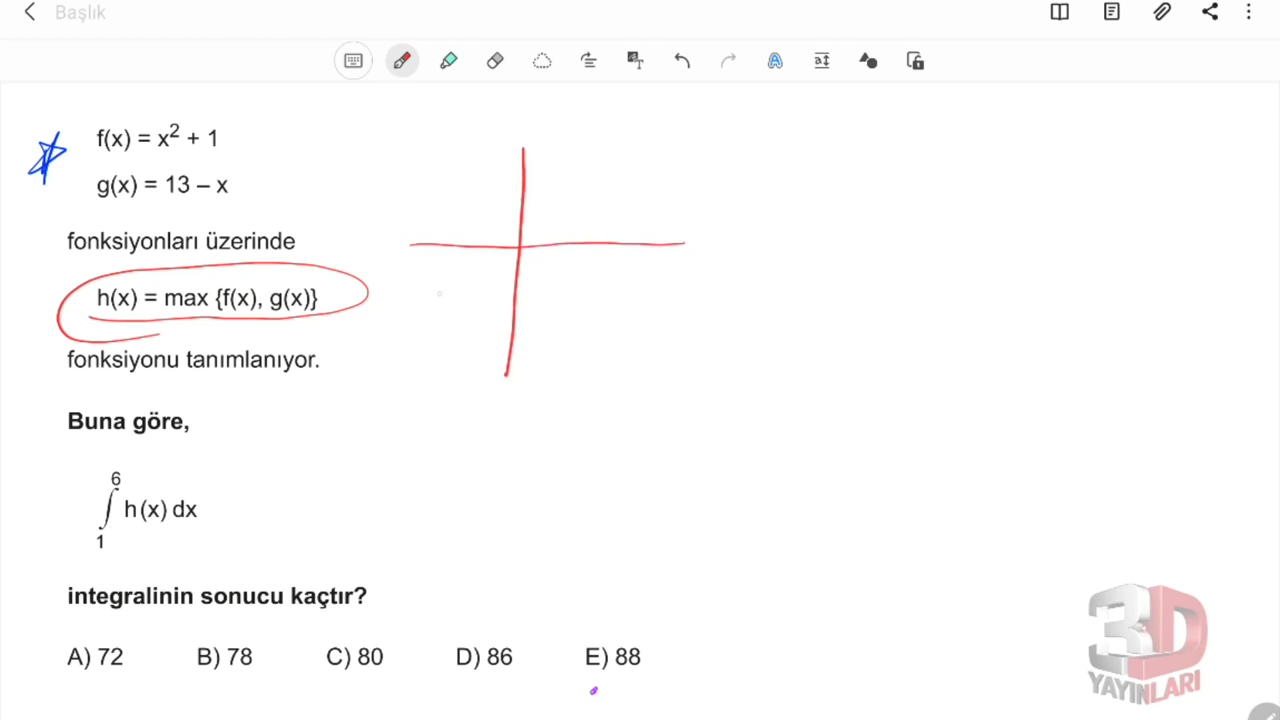 Başlık
f(x) = x² + 1
g(x) = 13 – x
fonksiyonları üzerinde
h(x) = max {f(x), g(x)}
fonksiyonu tanımlanıyor.
Buna göre,
6
∫ h(x) dx
1
integralinin sonucu kaçtır?
A) 72 B) 78 C) 80 D) 86 E) 88
3D
YAYINLARI